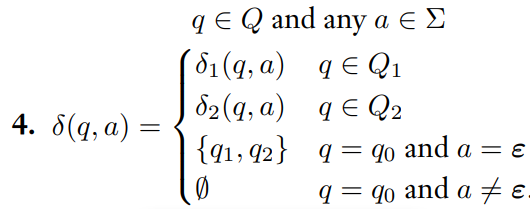 q ∈ Q and any a ∈ Σ
4. δ(q, a) = { δ₁(q, a) q ∈ Q₁
δ₂(q, a) q ∈ Q₂
{q₁, q₂} q = q₀ and a = ε
∅ q = q₀ and a ≠ ε.